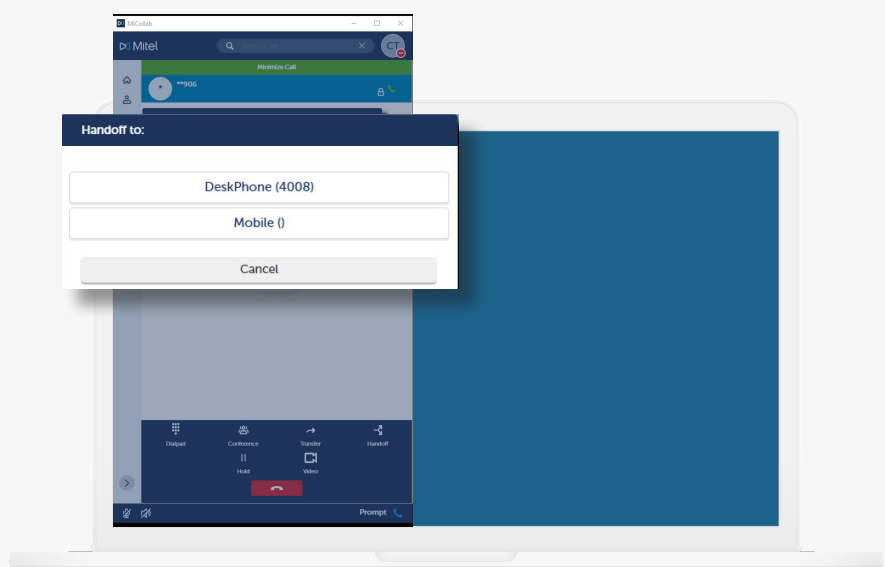 MiCollab
Mitel
CT
Minimize Call
* **906
Handoff to:
DeskPhone (4008)
Mobile ()
Cancel
Dialpad Conference Transfer Handoff
Hold Video
Prompt